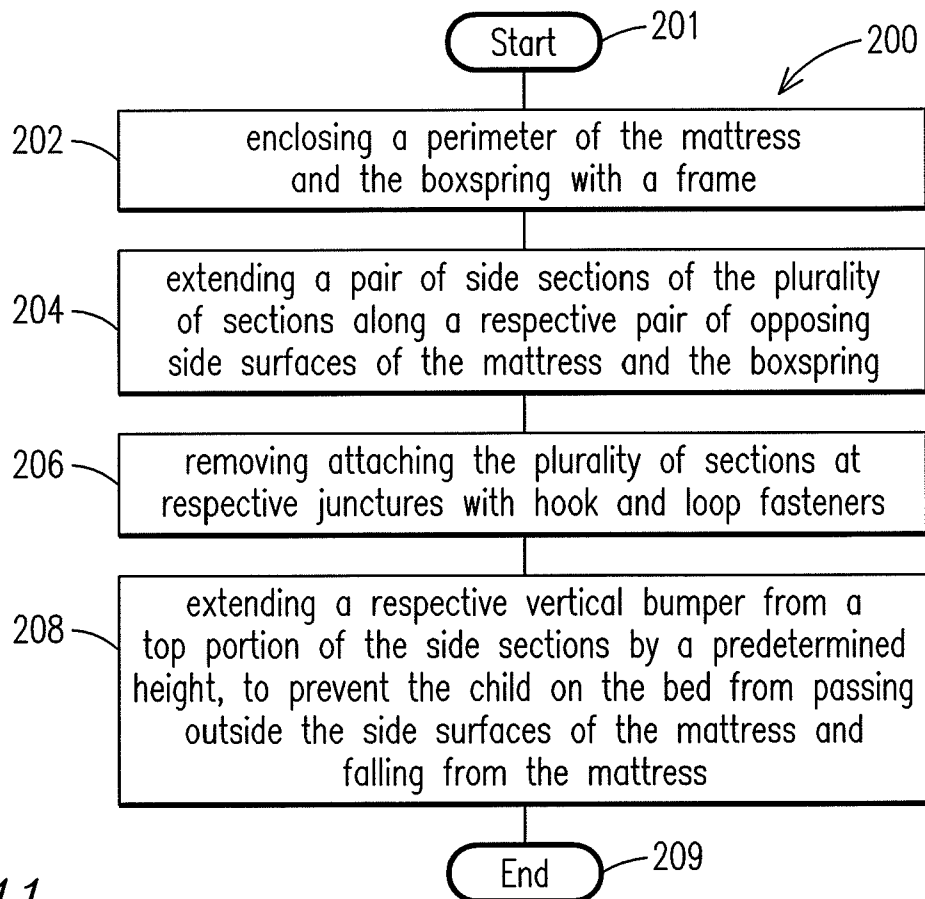 Start
201
200
202
enclosing a perimeter of the mattress
and the boxspring with a frame
204
extending a pair of side sections of the plurality
of sections along a respective pair of opposing
side surfaces of the mattress and the boxspring
206
removing attaching the plurality of sections at
respective junctures with hook and loop fasteners
208
extending a respective vertical bumper from a
top portion of the side sections by a predetermined
height, to prevent the child on the bed from passing
outside the side surfaces of the mattress and
falling from the mattress
End
209